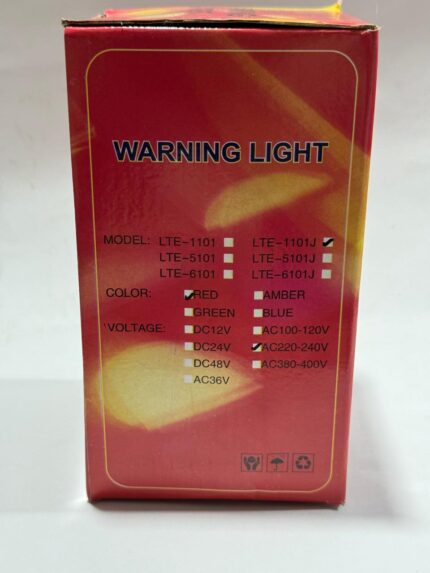 WARNING LIGHT
MODEL: LTE-1101 LTE-1101J
LTE-5101 LTE-5101J
LTE-6101 LTE-6101J
COLOR: RED AMBER
GREEN BLUE
VOLTAGE: DC12V AC100-120V
DC24V AC220-240V
DC48V AC380-400V
AC36V